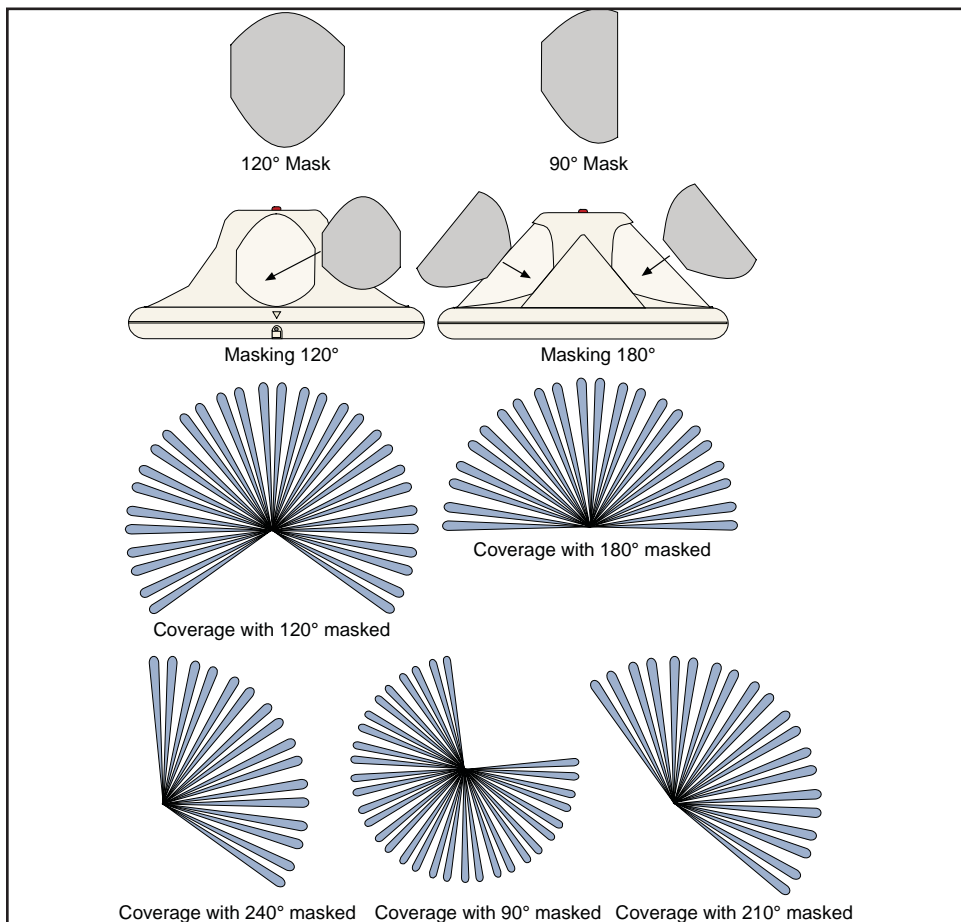 120° Mask
90° Mask
Masking 120°
Masking 180°
Coverage with 120° masked
Coverage with 180° masked
Coverage with 240° masked
Coverage with 90° masked
Coverage with 210° masked